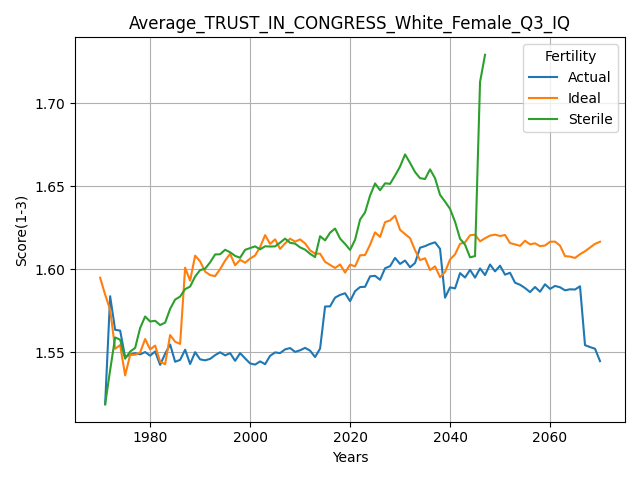 Average_TRUST_IN_CONGRESS_White_Female_Q3_IQ
Fertility
Actual
Ideal
Sterile
Score(1-3)
1.70
1.65
1.60
1.55
1980
2000
2020
2040
2060
Years